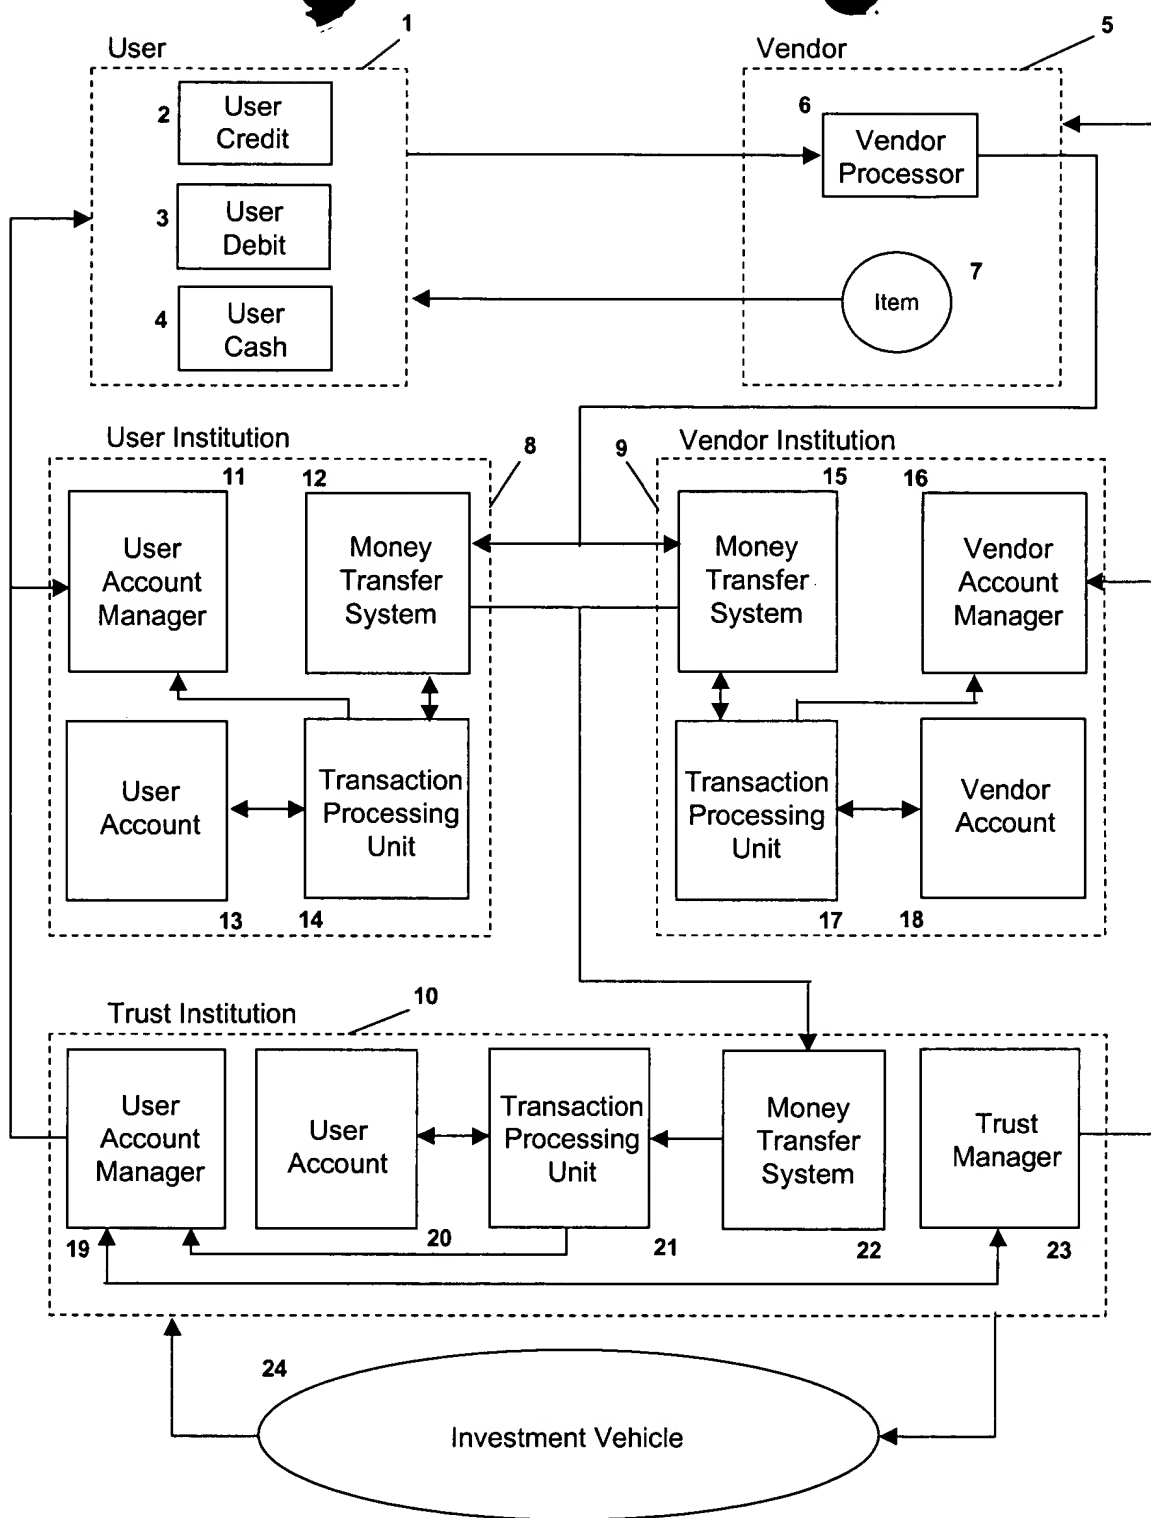 User
1
Vendor
5
2
User
Credit
6
Vendor
Processor
3
User
Debit
7
Item
4
User
Cash
User Institution
8
9
Vendor Institution
11
12
15
16
User
Account
Manager
Money
Transfer
System
Money
Transfer
System
Vendor
Account
Manager
User
Account
Transaction
Processing
Unit
Transaction
Processing
Unit
Vendor
Account
13
14
17
18
Trust Institution
10
User
Account
Manager
User
Account
Transaction
Processing
Unit
Money
Transfer
System
Trust
Manager
19
20
21
22
23
24
Investment Vehicle